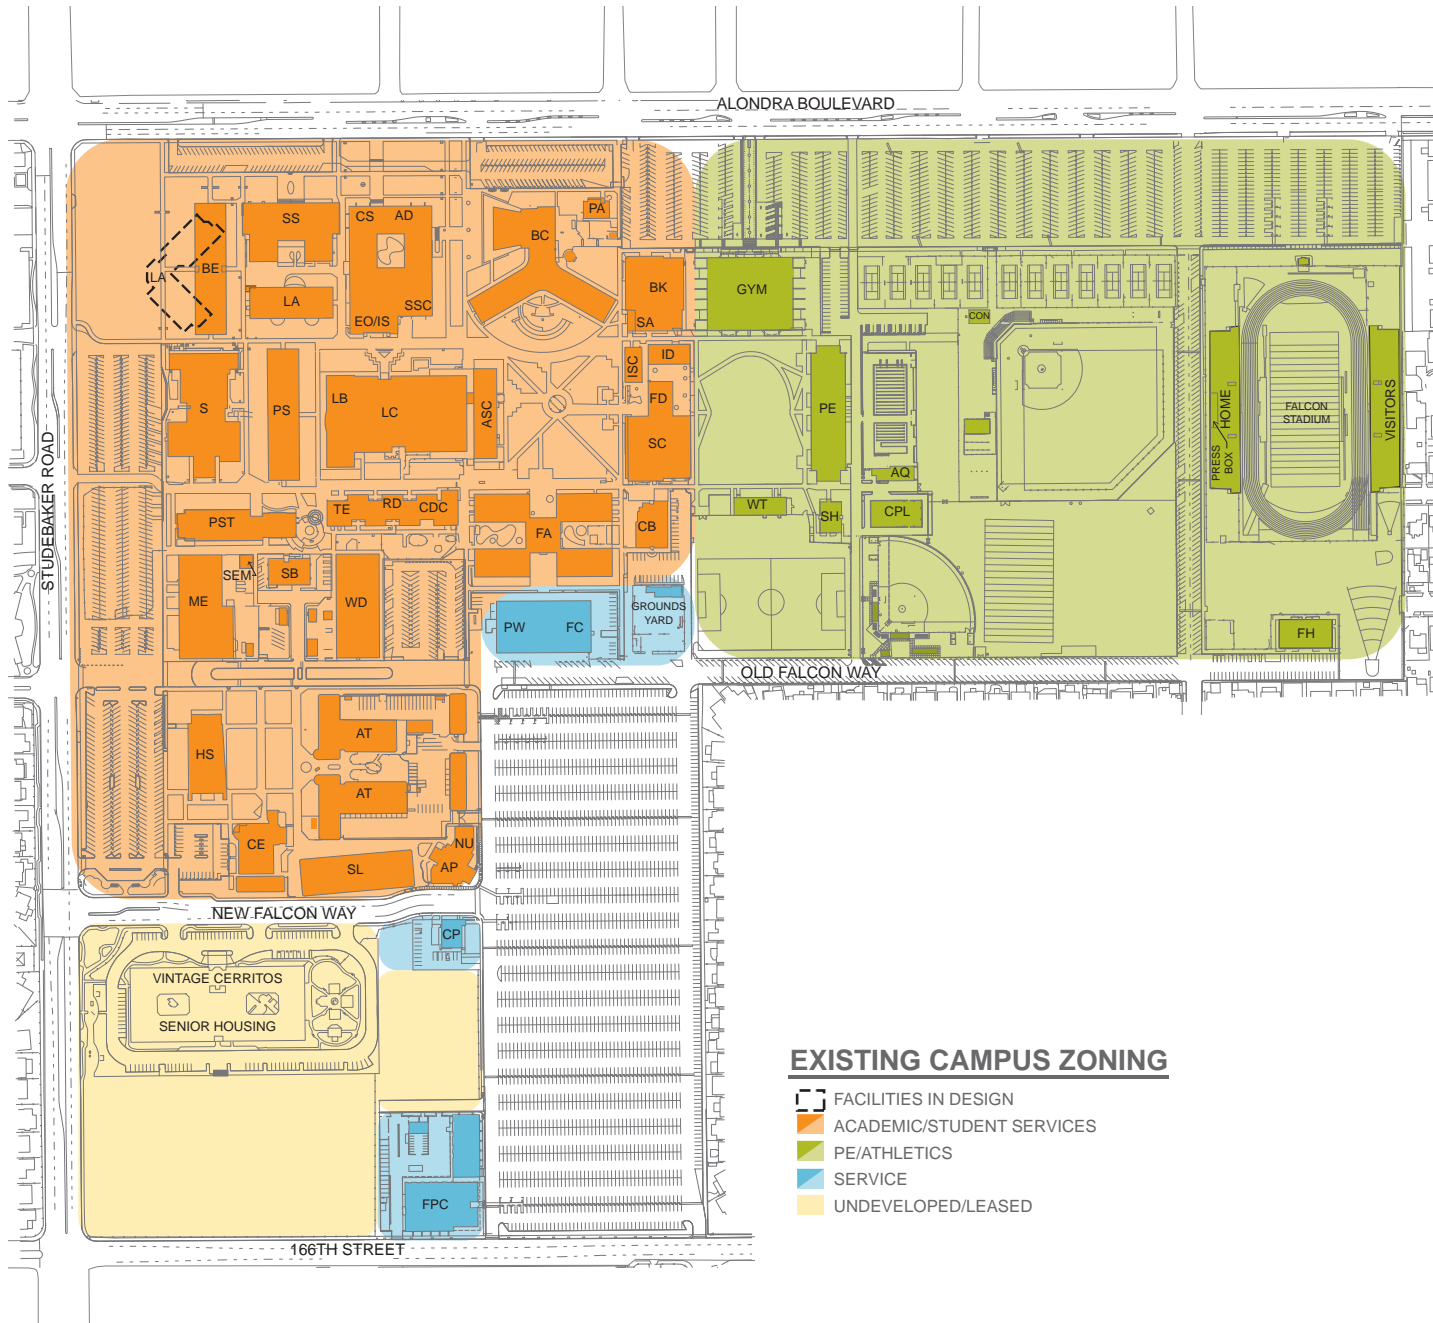 ALONDRA BOULEVARD
PA
SS
CS
AD
BC
LA
BE
LA
SSC
EO/IS
BK
SA
GYM
CON
ISC
ID
S
PS
LB
LC
ASC
FD
SC
PE
AQ
HOME
PRESS
BOX
FALCON
STADIUM
VISITORS
STUDEBAKER ROAD
PST
TE
RD
CDC
FA
CB
WT
SH
CPL
SEM
SB
ME
WD
PW
FC
GROUNDS
YARD
FH
OLD FALCON WAY
HS
AT
AT
CE
SL
NU
AP
NEW FALCON WAY
CP
VINTAGE CERRITOS
SENIOR HOUSING
FPC
166TH STREET
EXISTING CAMPUS ZONING
FACILITIES IN DESIGN
ACADEMIC/STUDENT SERVICES
PE/ATHLETICS
SERVICE
UNDEVELOPED/LEASED